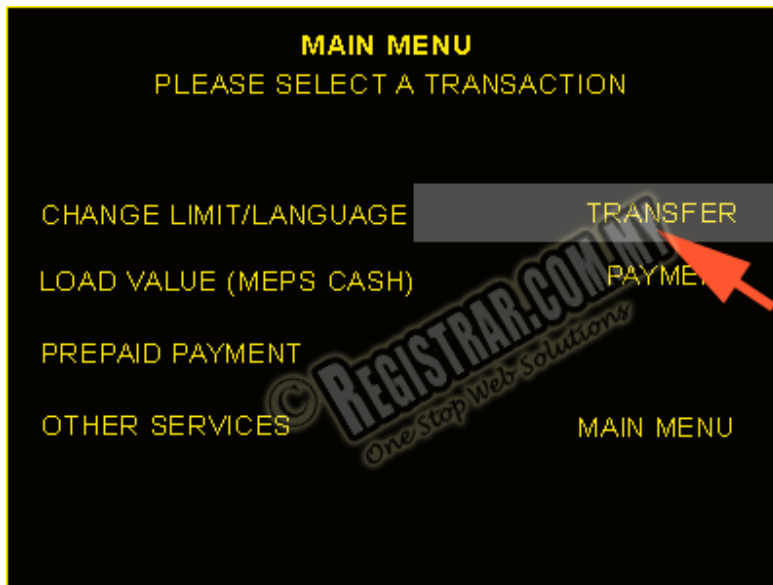 MAIN MENU
PLEASE SELECT A TRANSACTION
CHANGE LIMIT/LANGUAGE TRANSFER
LOAD VALUE (MEPS CASH)
PREPAID PAYMENT
OTHER SERVICES MAIN MENU
© REGISTRAR.COM.MY
One Stop Web Solutions